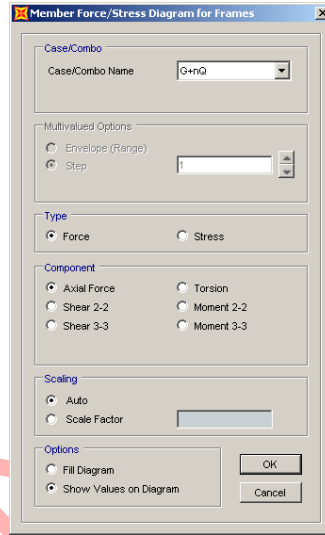 Member Force/Stress Diagram for Frames
Case/Combo
Case/Combo Name G+nQ
Multivalued Options
Envelope (Range)
Step 1
Type
Force Stress
Component
Axial Force Torsion
Shear 2-2 Moment 2-2
Shear 3-3 Moment 3-3
Scaling
Auto
Scale Factor
Options
Fill Diagram OK
Show Values on Diagram Cancel